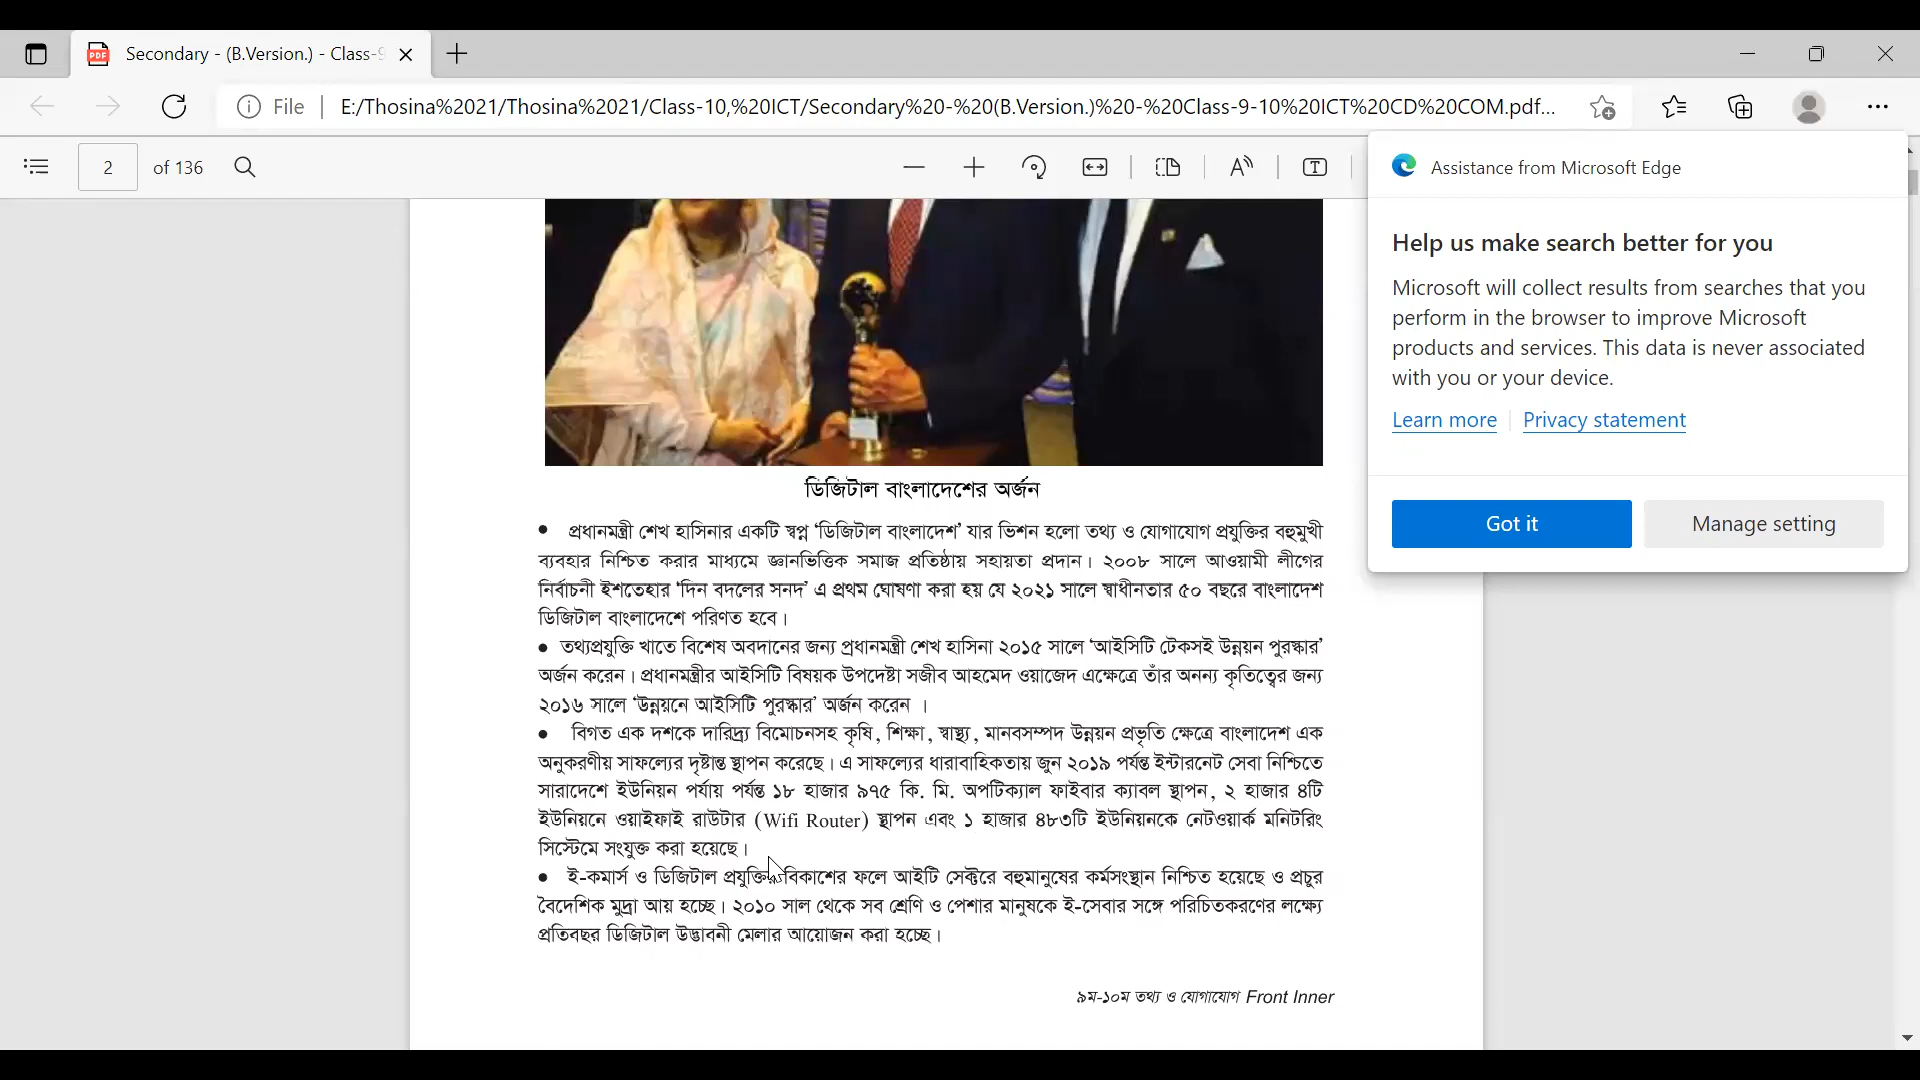 Secondary - (B.Version.) - Class-9
File
E:/Thosina%2021/Thosina%2021/Class-10,%20ICT/Secondary%20-%20(B.Version.)%20-%20Class-9-10%20ICT%20CD%20COM.pdf...
2 of 136
Assistance from Microsoft Edge
Help us make search better for you
Microsoft will collect results from searches that you
perform in the browser to improve Microsoft
products and services. This data is never associated
with you or your device.
Learn more
Privacy statement
Got it
Manage setting
ডিজিটাল বাংলাদেশের অর্জন
• প্রধানমন্ত্রী শেখ হাসিনার একটি স্বপ্ন ‘ডিজিটাল বাংলাদেশ’ যার ভিশন হলো তথ্য ও যোগাযোগ প্রযুক্তির বহুমুখী
ব্যবহার নিশ্চিত করার মাধ্যমে জ্ঞানভিত্তিক সমাজ প্রতিষ্ঠায় সহায়তা প্রদান। ২০০৮ সালে আওয়ামী লীগের
নির্বাচনী ইশতেহার ‘দিন বদলের সনদ’ এ প্রথম ঘোষণা করা হয় যে ২০২১ সালে স্বাধীনতার ৫০ বছরে বাংলাদেশ
ডিজিটাল বাংলাদেশে পরিণত হবে।
• তথ্যপ্রযুক্তি খাতে বিশেষ অবদানের জন্য প্রধানমন্ত্রী শেখ হাসিনা ২০১৫ সালে ‘আইসিটি টেকসই উন্নয়ন পুরস্কার’
অর্জন করেন। প্রধানমন্ত্রীর আইসিটি বিষয়ক উপদেষ্টা সজীব আহমেদ ওয়াজেদ এক্ষেত্রে তাঁর অনন্য কৃতিত্বের জন্য
২০১৬ সালে ‘উন্নয়নে আইসিটি পুরস্কার’ অর্জন করেন ।
• বিগত এক দশকে দারিদ্র্য বিমোচনসহ কৃষি, শিক্ষা, স্বাস্থ্য, মানবসম্পদ উন্নয়ন প্রভৃতি ক্ষেত্রে বাংলাদেশ এক
অনুকরণীয় সাফল্যের দৃষ্টান্ত স্থাপন করেছে। এ সাফল্যের ধারাবাহিকতায় জুন ২০১৯ পর্যন্ত ইন্টারনেট সেবা নিশ্চিতে
সারাদেশে ইউনিয়ন পর্যায় পর্যন্ত ১৮ হাজার ৯৭৫ কি. মি. অপটিক্যাল ফাইবার ক্যাবল স্থাপন, ২ হাজার ৪টি
ইউনিয়নে ওয়াইফাই রাউটার (Wifi Router) স্থাপন এবং ১ হাজার ৪৮৩টি ইউনিয়নকে নেটওয়ার্ক মনিটরিং
সিস্টেমে সংযুক্ত করা হয়েছে।
• ই-কমার্স ও ডিজিটাল প্রযুক্তির বিকাশের ফলে আইটি সেক্টরে বহুমানুষের কর্মসংস্থান নিশ্চিত হয়েছে ও প্রচুর
বৈদেশিক মুদ্রা আয় হচ্ছে। ২০১০ সাল থেকে সব শ্রেণি ও পেশার মানুষকে ই-সেবার সঙ্গে পরিচিতকরণের লক্ষ্যে
প্রতিবছর ডিজিটাল উদ্ভাবনী মেলার আয়োজন করা হচ্ছে।
৯ম-১০ম তথ্য ও যোগাযোগ Front Inner